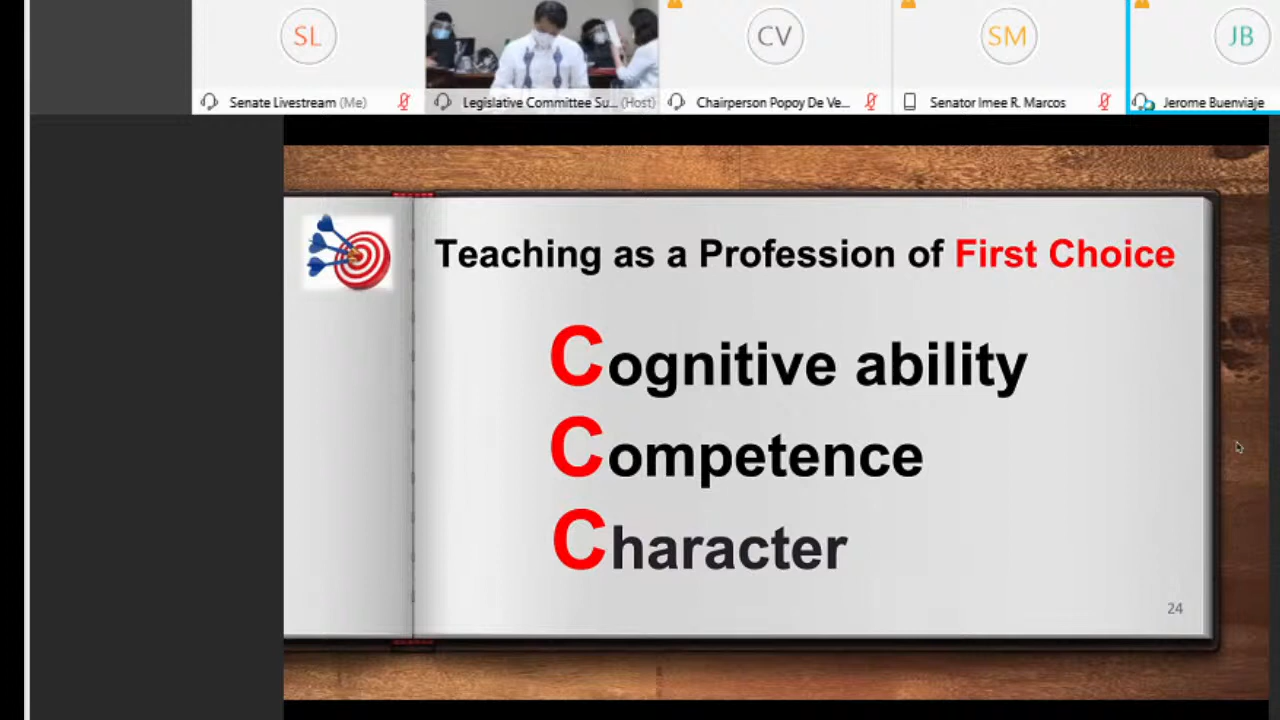 SL
CV
SM
JB
Senate Livestream (Me)
Legislative Committee Su... (Host)
Chairperson Popoy De Ve...
Senator Imee R. Marcos
Jerome Buenviaje
Teaching as a Profession of First Choice
Cognitive ability
Competence
Character
24